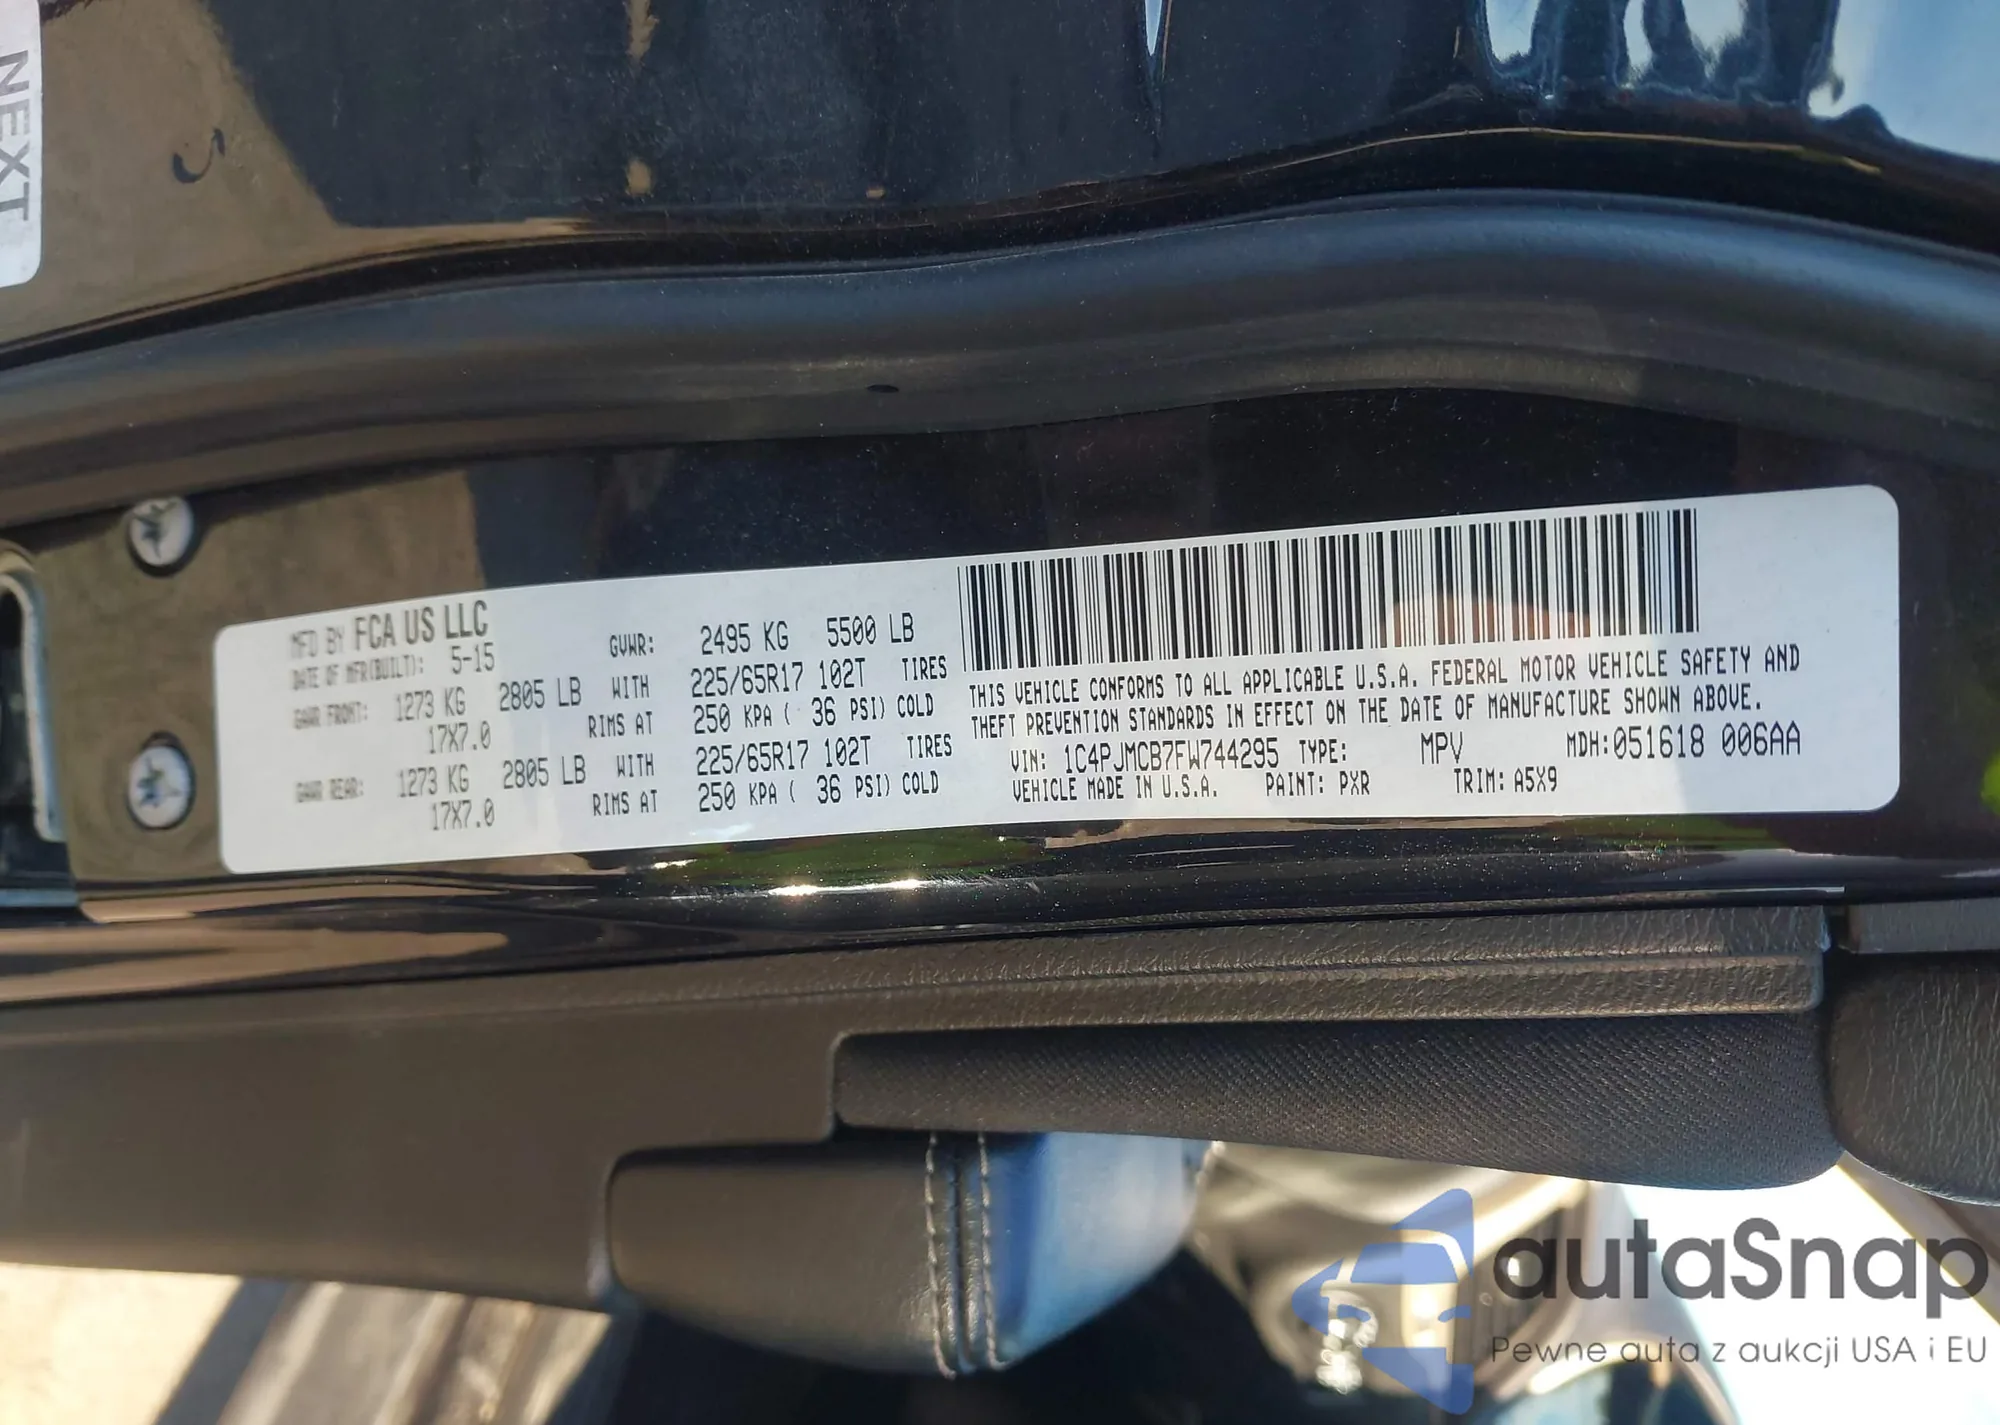 NEXT
MFD BY FCA US LLC
DATE OF MFR(BUILT): 5-15 GVWR: 2495 KG 5500 LB
GAWR FRONT: 1273 KG 2805 LB WITH 225/65R17 102T TIRES
17X7.0 RIMS AT 250 KPA ( 36 PSI) COLD
GAWR REAR: 1273 KG 2805 LB WITH 225/65R17 102T TIRES
17X7.0 RIMS AT 250 KPA ( 36 PSI) COLD
THIS VEHICLE CONFORMS TO ALL APPLICABLE U.S.A. FEDERAL MOTOR VEHICLE SAFETY AND
THEFT PREVENTION STANDARDS IN EFFECT ON THE DATE OF MANUFACTURE SHOWN ABOVE.
VIN: 1C4PJMCB7FW744295 TYPE: MPV MDH:051618 006AA
VEHICLE MADE IN U.S.A. PAINT: PXR TRIM: A5X9
autaSnap
Pewne auta z aukcji USA i EU